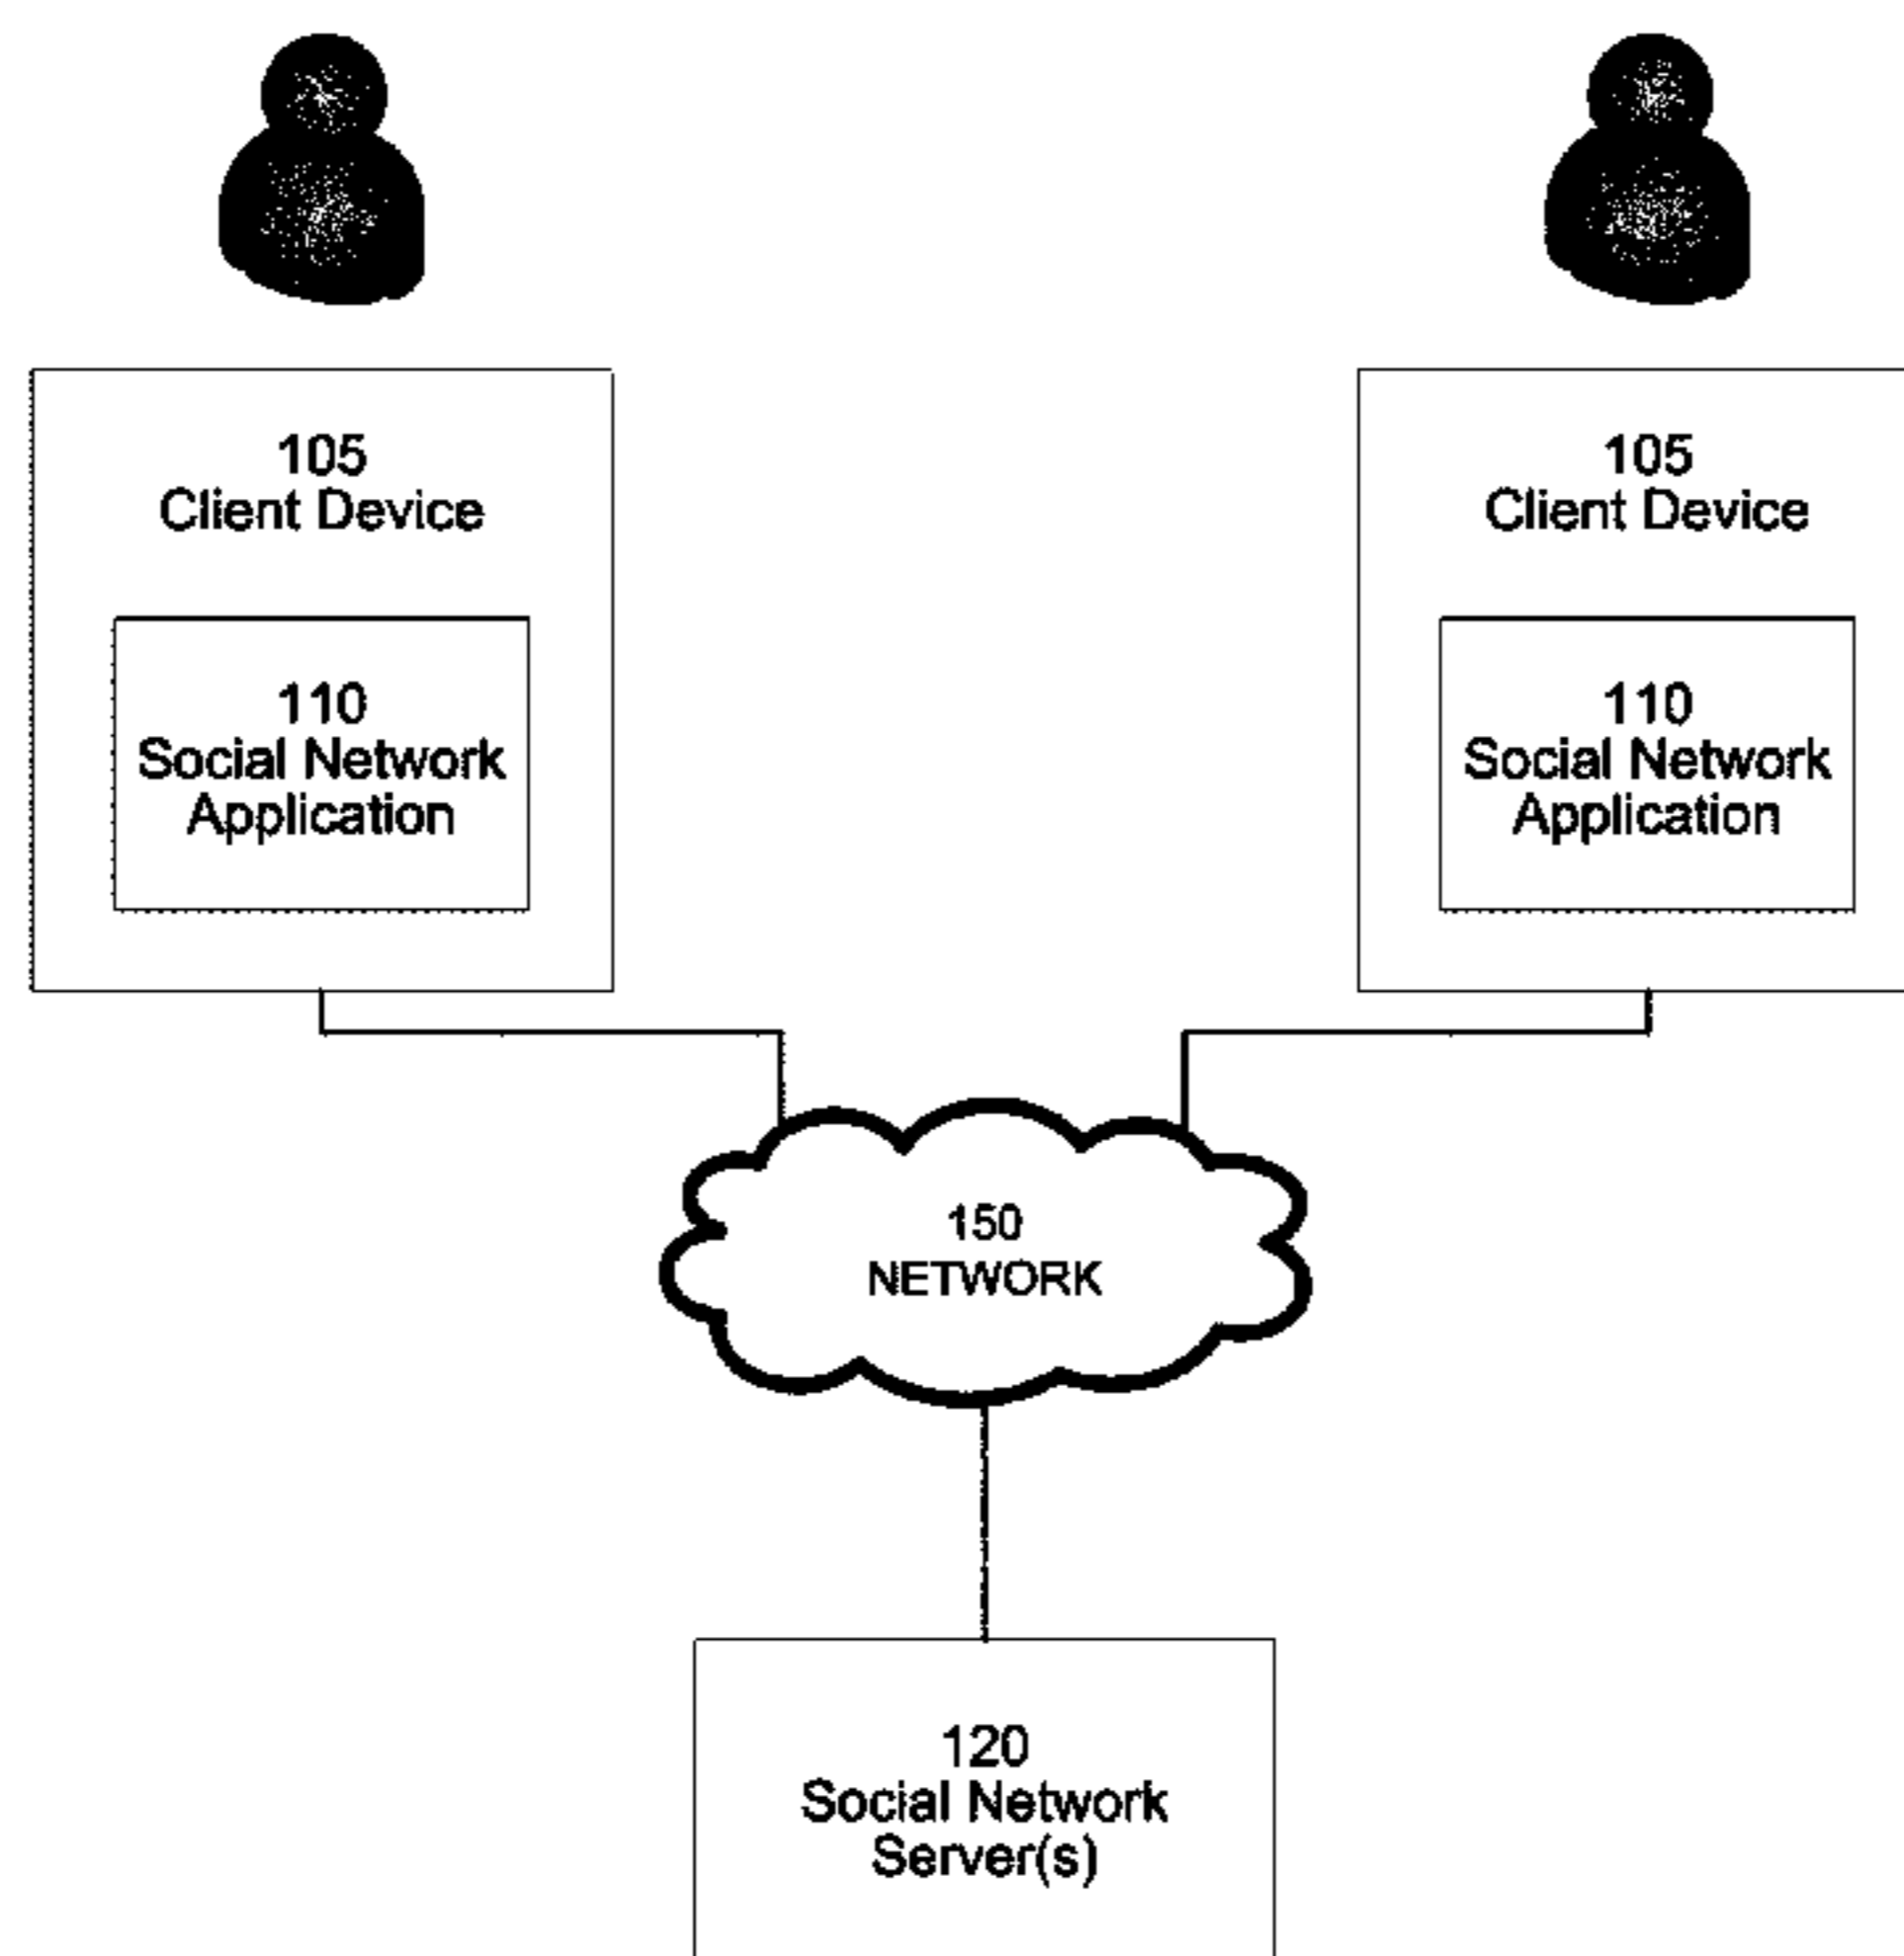 105
Client Device
110
Social Network
Application
105
Client Device
110
Social Network
Application
150
NETWORK
120
Social Network
Server(s)